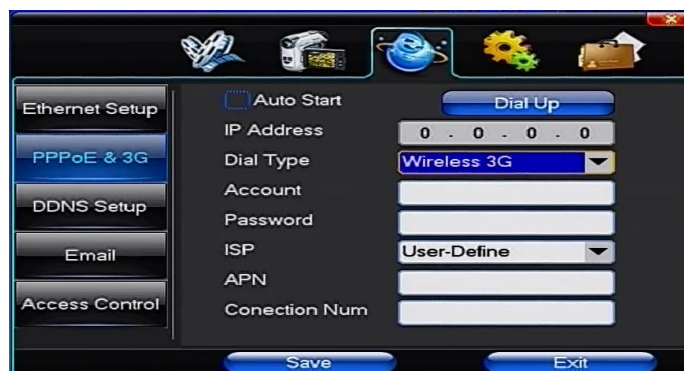 Ethernet Setup
PPPoE & 3G
DDNS Setup
Email
Access Control
Auto Start
Dial Up
IP Address
0 . 0 . 0 . 0
Dial Type
Wireless 3G
Account
Password
ISP
User-Define
APN
Conection Num
Save
Exit